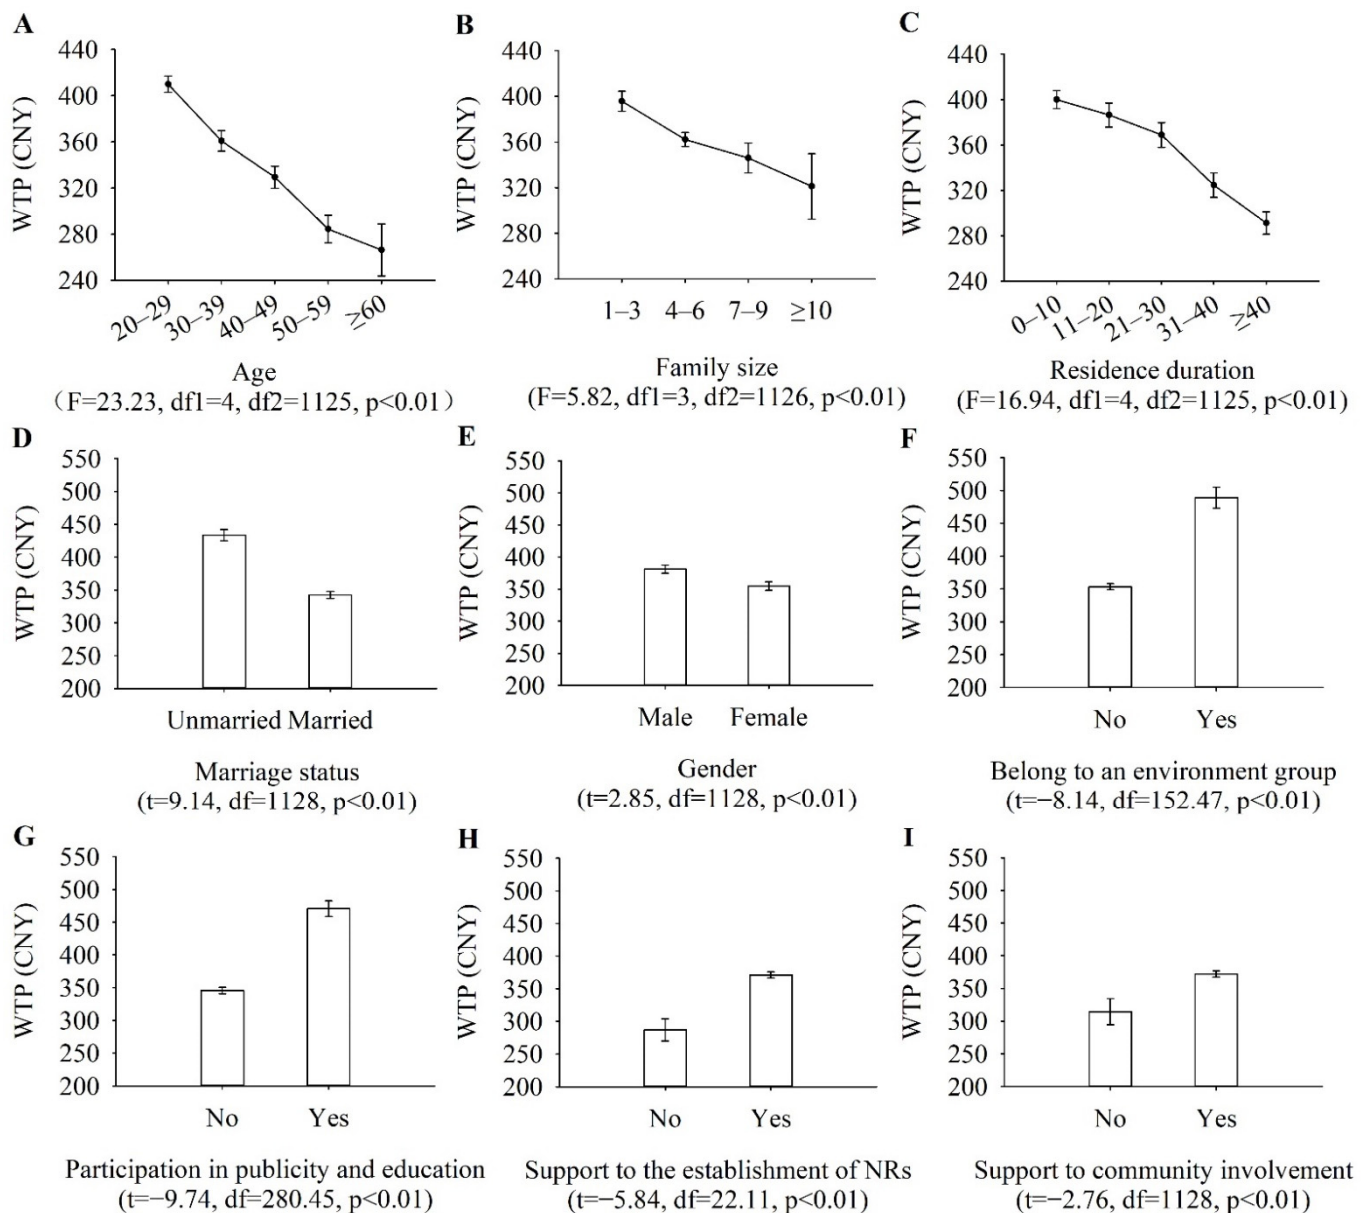 A
WTP (CNY)
440
400
360
320
280
240
20–29
30–39
40–49
50–59
≥60
Age
(F=23.23, df1=4, df2=1125, p<0.01)
B
WTP (CNY)
440
400
360
320
280
240
1–3 4–6 7–9 ≥10
Family size
(F=5.82, df1=3, df2=1126, p<0.01)
C
WTP (CNY)
440
400
360
320
280
240
0–10
11–20
21–30
31–40
≥40
Residence duration
(F=16.94, df1=4, df2=1125, p<0.01)
D
WTP (CNY)
550
500
450
400
350
300
250
200
Unmarried Married
Marriage status
(t=9.14, df=1128, p<0.01)
E
WTP (CNY)
550
500
450
400
350
300
250
200
Male Female
Gender
(t=2.85, df=1128, p<0.01)
F
WTP (CNY)
550
500
450
400
350
300
250
200
No Yes
Belong to an environment group
(t=−8.14, df=152.47, p<0.01)
G
WTP (CNY)
550
500
450
400
350
300
250
200
No Yes
Participation in publicity and education
(t=−9.74, df=280.45, p<0.01)
H
WTP (CNY)
550
500
450
400
350
300
250
200
No Yes
Support to the establishment of NRs
(t=−5.84, df=22.11, p<0.01)
I
WTP (CNY)
550
500
450
400
350
300
250
200
No Yes
Support to community involvement
(t=−2.76, df=1128, p<0.01)